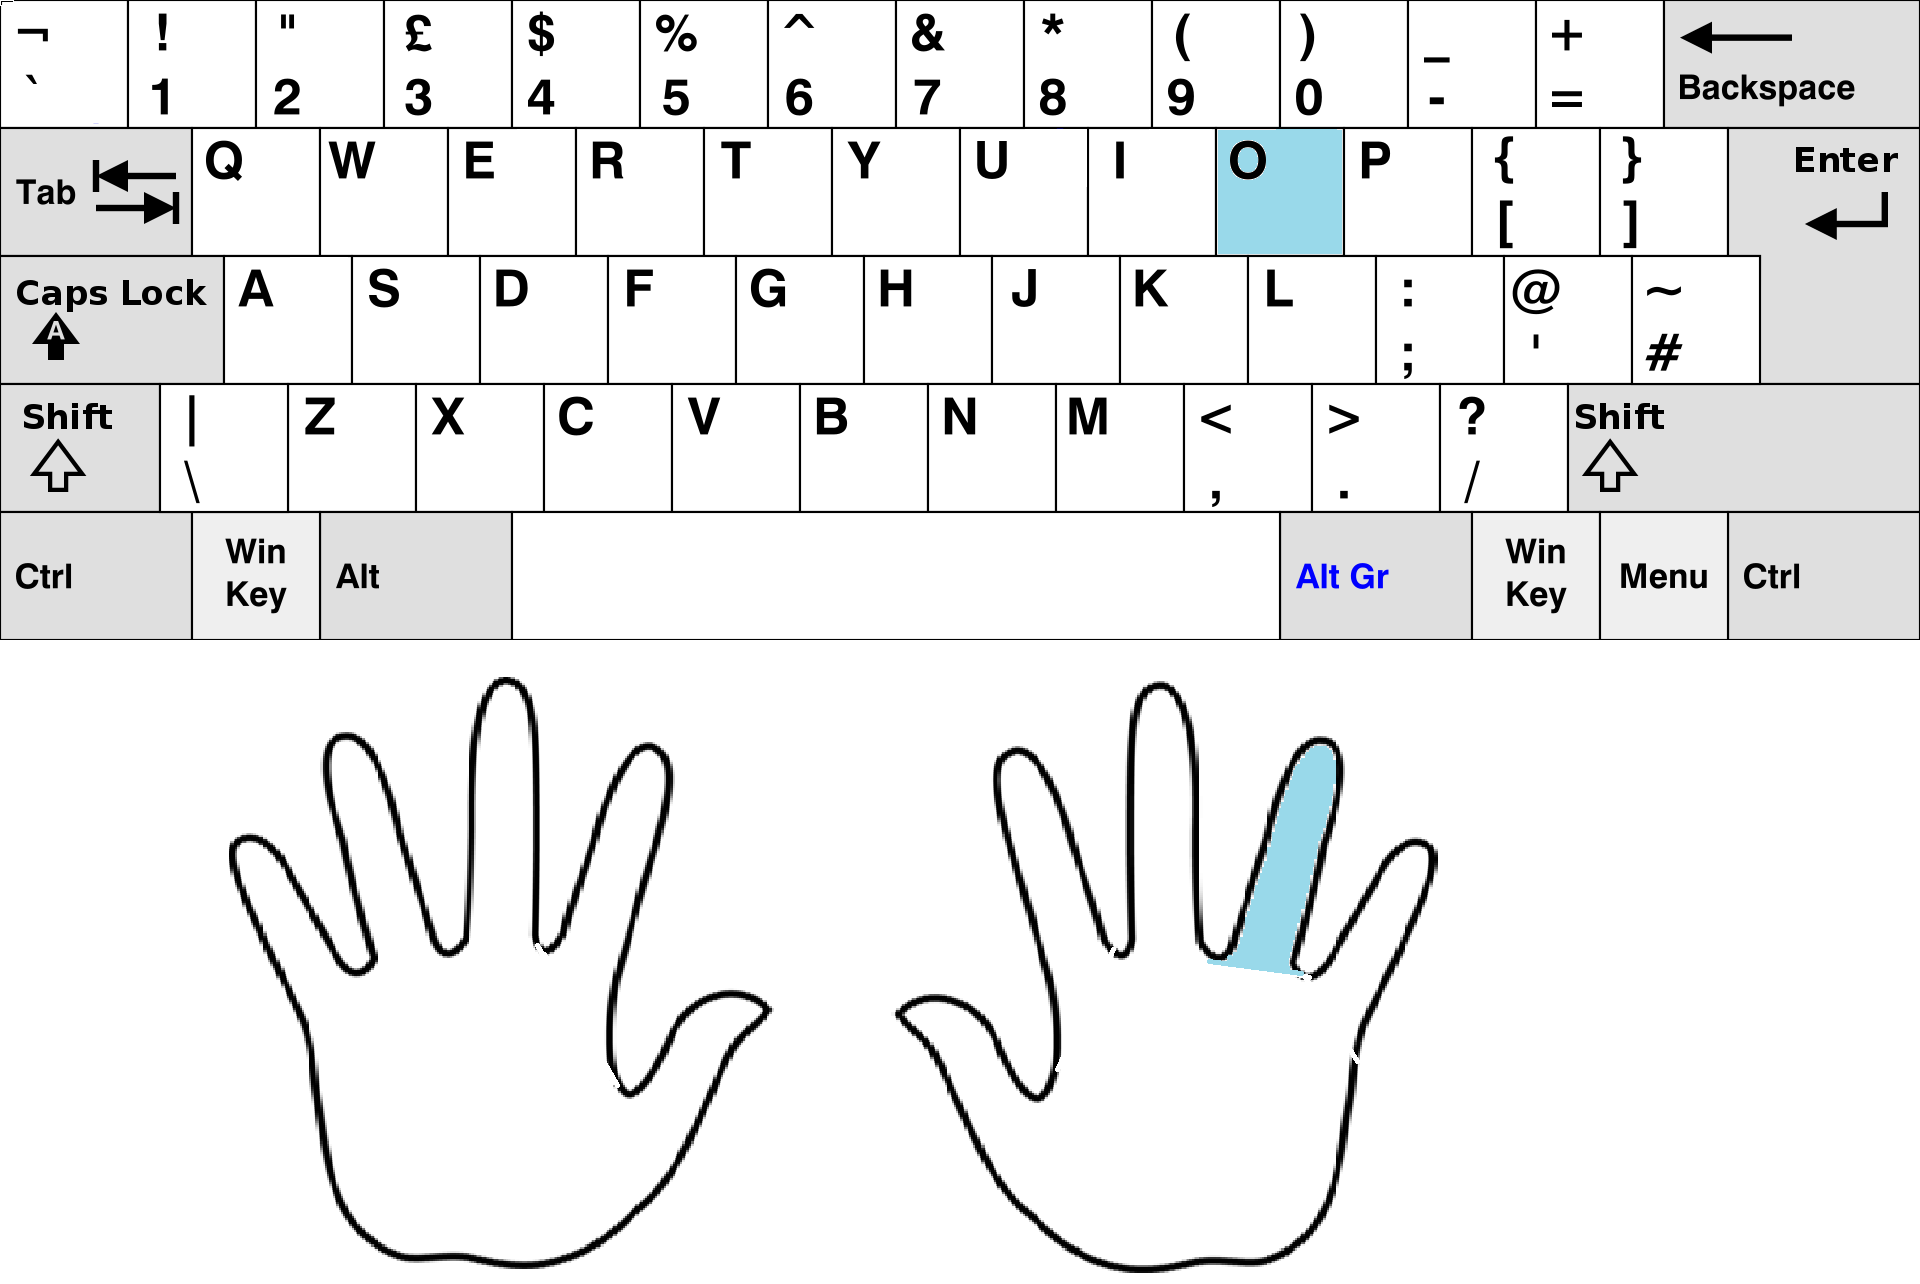 ¬ ! " £ $ % ^ & * ( ) _ +
` 1 2 3 4 5 6 7 8 9 0 - = Backspace
Tab Q W E R T Y U I O P { } Enter
[ ]
Caps Lock A S D F G H J K L : @ ~
A ; ' #
Shift | Z X C V B N M < > ? Shift
\ , . /
Ctrl Win Key Alt Alt Gr Win Key Menu Ctrl